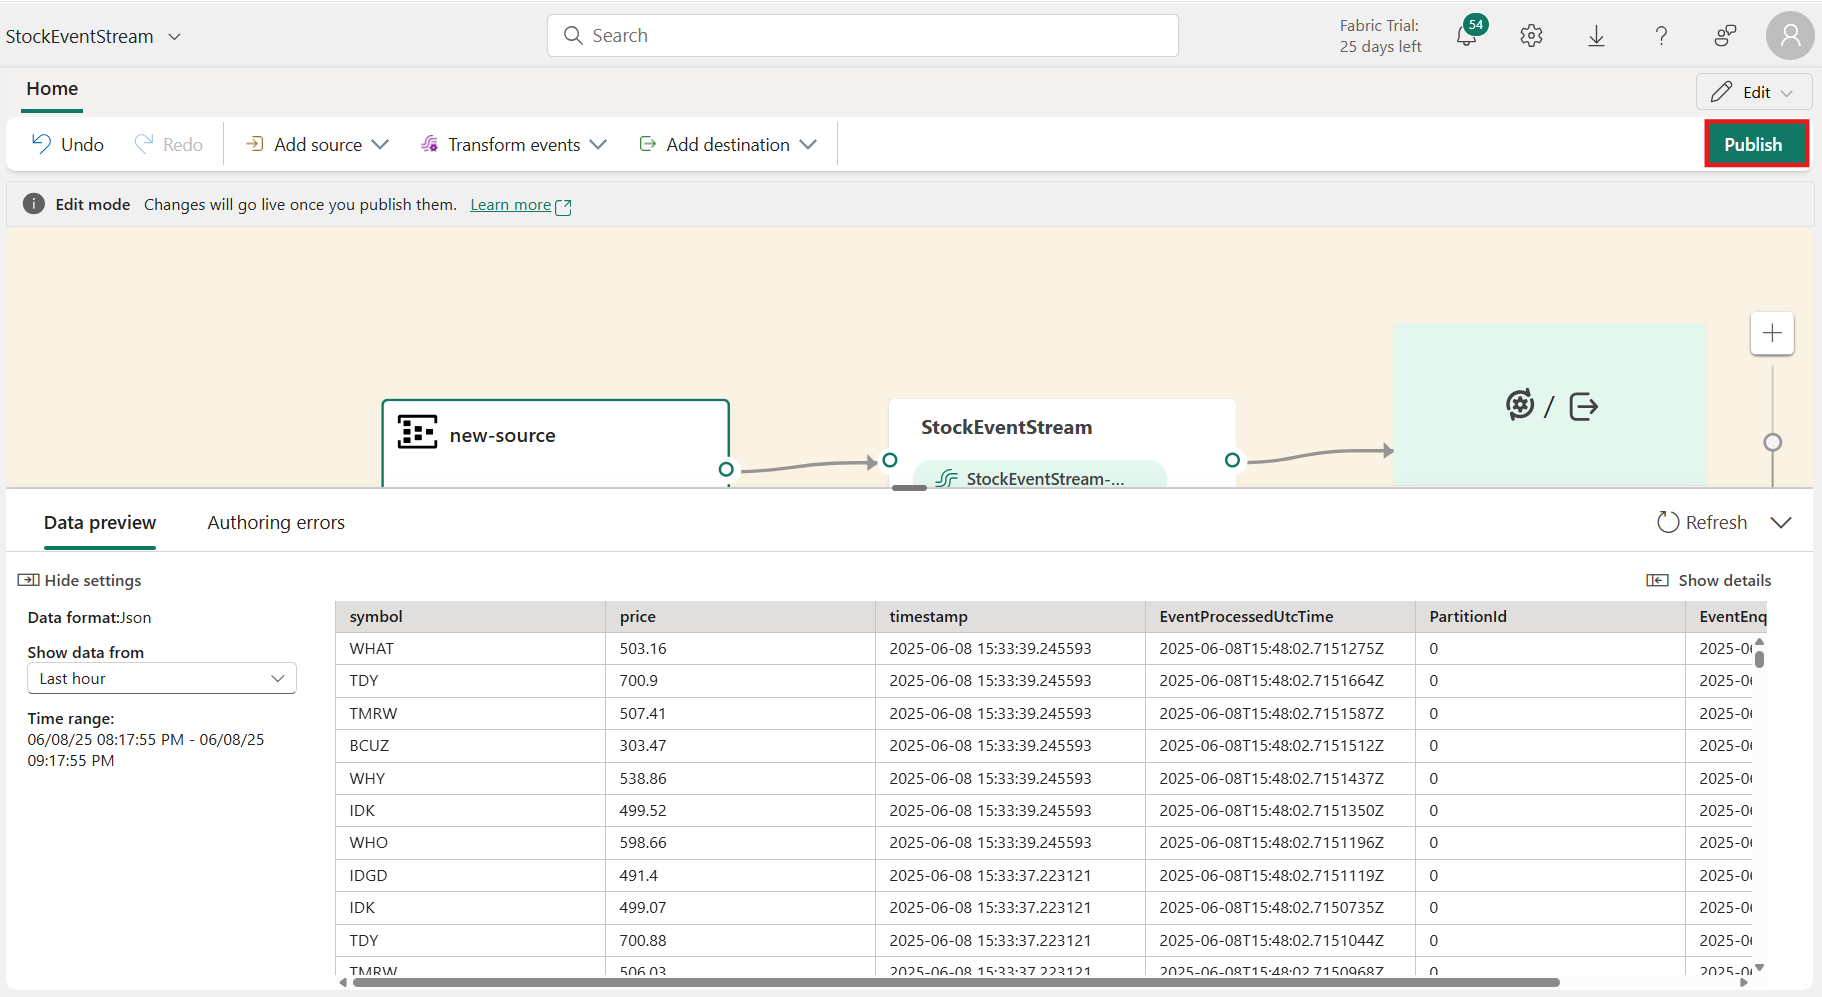 StockEventStream
Search
Fabric Trial:
25 days left
54
Home
Edit
Undo
Redo
Add source
Transform events
Add destination
Publish
Edit mode Changes will go live once you publish them. Learn more
new-source
StockEventStream
StockEventStream-...
/
Data preview
Authoring errors
Refresh
Hide settings
Show details
Data format:Json
Show data from
Last hour
Time range:
06/08/25 08:17:55 PM - 06/08/25
09:17:55 PM
symbol price timestamp EventProcessedUtcTime PartitionId EventEnq
WHAT 503.16 2025-06-08 15:33:39.245593 2025-06-08T15:48:02.7151275Z 0 2025-06
TDY 700.9 2025-06-08 15:33:39.245593 2025-06-08T15:48:02.7151664Z 0 2025-06
TMRW 507.41 2025-06-08 15:33:39.245593 2025-06-08T15:48:02.7151587Z 0 2025-06
BCUZ 303.47 2025-06-08 15:33:39.245593 2025-06-08T15:48:02.7151512Z 0 2025-06
WHY 538.86 2025-06-08 15:33:39.245593 2025-06-08T15:48:02.7151437Z 0 2025-06
IDK 499.52 2025-06-08 15:33:39.245593 2025-06-08T15:48:02.7151350Z 0 2025-06
WHO 598.66 2025-06-08 15:33:39.245593 2025-06-08T15:48:02.7151196Z 0 2025-06
IDGD 491.4 2025-06-08 15:33:37.223121 2025-06-08T15:48:02.7151119Z 0 2025-06
IDK 499.07 2025-06-08 15:33:37.223121 2025-06-08T15:48:02.7150735Z 0 2025-06
TDY 700.88 2025-06-08 15:33:37.223121 2025-06-08T15:48:02.7151044Z 0 2025-06
TMRW 506.03 2025-06-08 15:33:37.223121 2025-06-08T15:48:02.7150968Z 0 2025-06